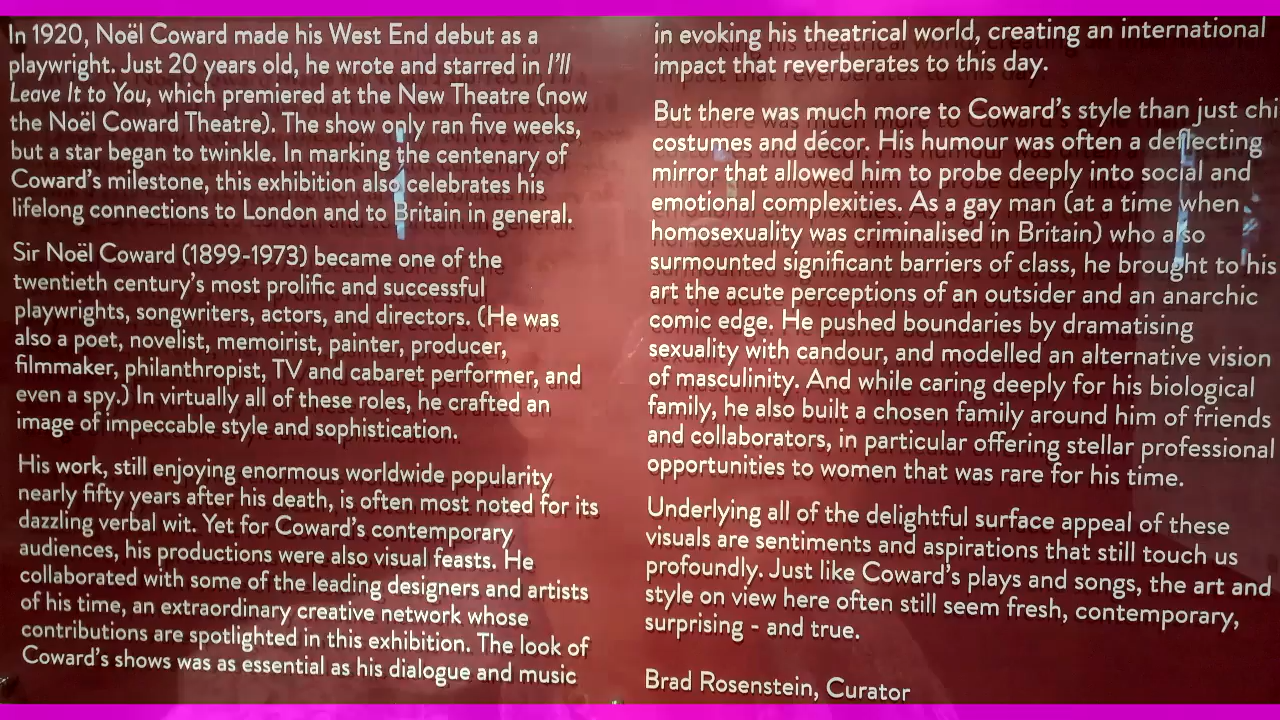 In 1920, Noël Coward made his West End debut as a
playwright. Just 20 years old, he wrote and starred in I'll
Leave It to You, which premiered at the New Theatre (now
the Noël Coward Theatre). The show only ran five weeks,
but a star began to twinkle. In marking the centenary of
Coward's milestone, this exhibition also celebrates his
lifelong connections to London and to Britain in general.
Sir Noël Coward (1899-1973) became one of the
twentieth century's most prolific and successful
playwrights, songwriters, actors, and directors. (He was
also a poet, novelist, memoirist, painter, producer,
filmmaker, philanthropist, TV and cabaret performer, and
even a spy.) In virtually all of these roles, he crafted an
image of impeccable style and sophistication.
His work, still enjoying enormous worldwide popularity
nearly fifty years after his death, is often most noted for its
dazzling verbal wit. Yet for Coward's contemporary
audiences, his productions were also visual feasts. He
collaborated with some of the leading designers and artists
of his time, an extraordinary creative network whose
contributions are spotlighted in this exhibition. The look of
Coward's shows was as essential as his dialogue and music
in evoking his theatrical world, creating an international
impact that reverberates to this day.
But there was much more to Coward's style than just chi
costumes and décor. His humour was often a deflecting
mirror that allowed him to probe deeply into social and
emotional complexities. As a gay man (at a time when
homosexuality was criminalised in Britain) who also
surmounted significant barriers of class, he brought to his
art the acute perceptions of an outsider and an anarchic
comic edge. He pushed boundaries by dramatising
sexuality with candour, and modelled an alternative vision
of masculinity. And while caring deeply for his biological
family, he also built a chosen family around him of friends
and collaborators, in particular offering stellar professional
opportunities to women that was rare for his time.
Underlying all of the delightful surface appeal of these
visuals are sentiments and aspirations that still touch us
profoundly. Just like Coward's plays and songs, the art and
style on view here often still seem fresh, contemporary,
surprising - and true.
Brad Rosenstein, Curator